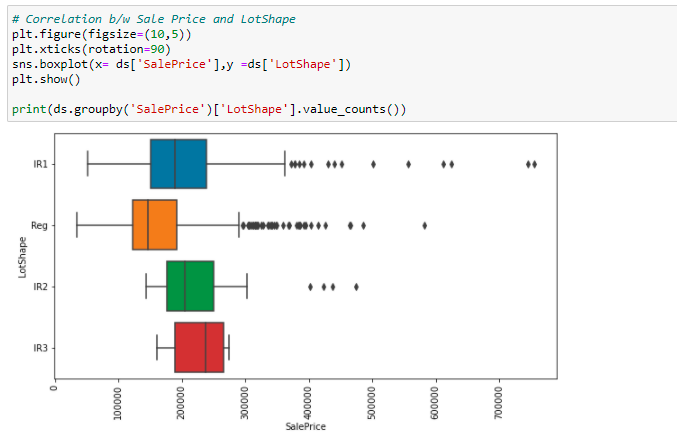 # Correlation b/w Sale Price and LotShape
plt.figure(figsize=(10,5))
plt.xticks(rotation=90)
sns.boxplot(x= ds['SalePrice'],y =ds['LotShape'])
plt.show()
print(ds.groupby('SalePrice')['LotShape'].value_counts())
IR1
Reg
IR2
IR3
LotShape
0
100000
200000
300000
400000
500000
600000
700000
SalePrice